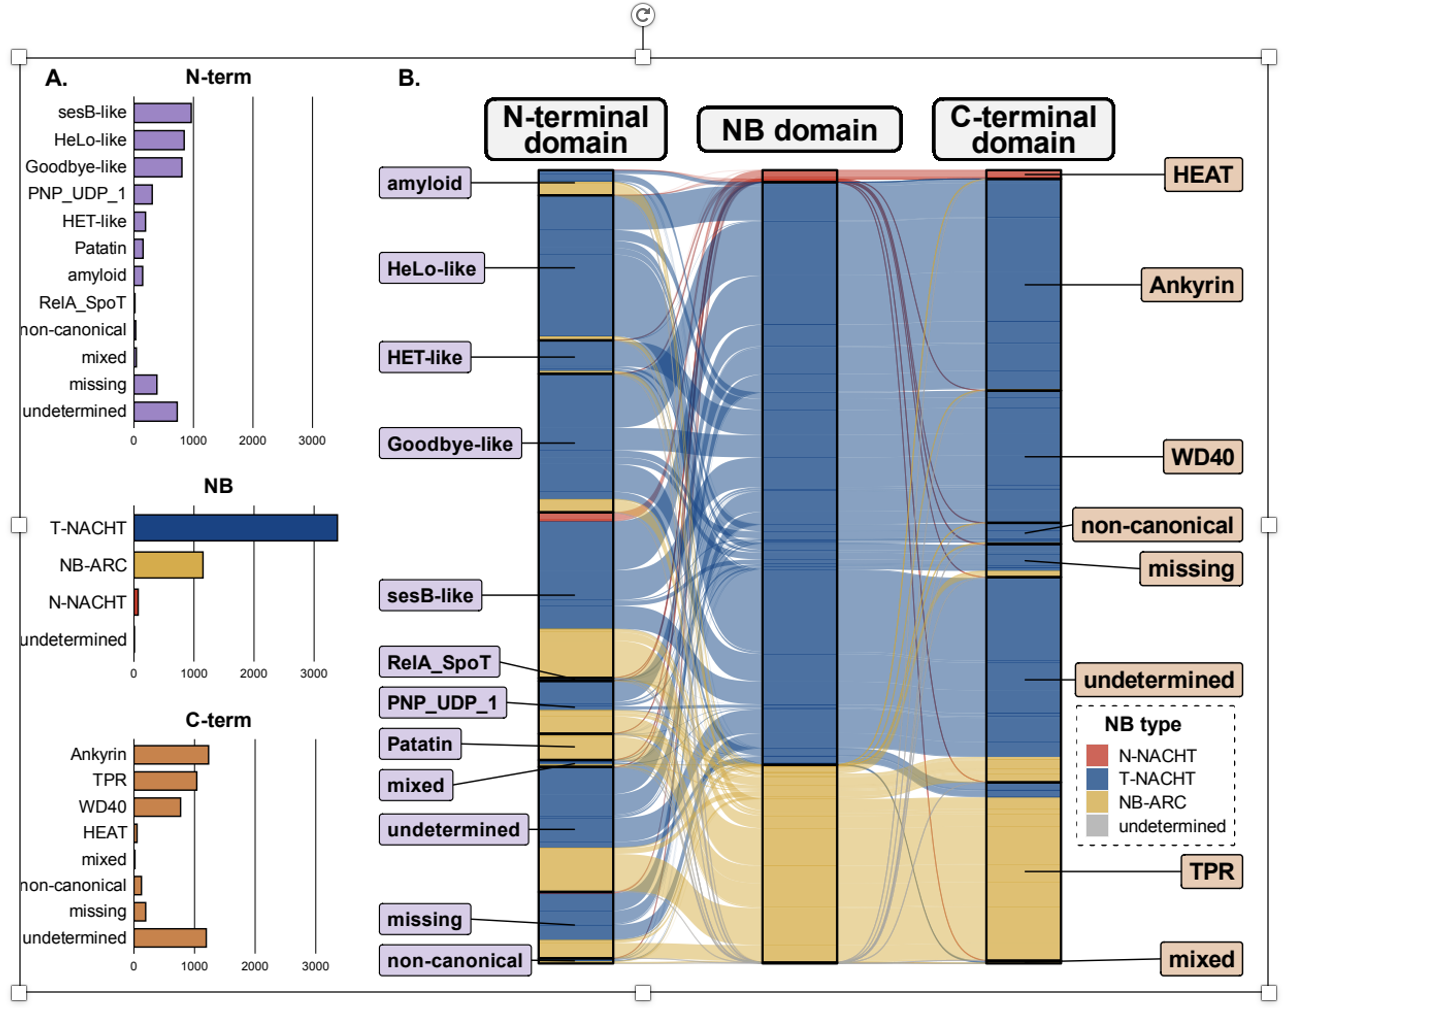 A.
N-term
sesB-like
HeLo-like
Goodbye-like
PNP_UDP_1
HET-like
Patatin
amyloid
RelA_SpoT
non-canonical
mixed
missing
undetermined
0 1000 2000 3000
NB
T-NACHT
NB-ARC
N-NACHT
undetermined
0 1000 2000 3000
C-term
Ankyrin
TPR
WD40
HEAT
mixed
non-canonical
missing
undetermined
0 1000 2000 3000
B.
N-terminal
domain
NB domain
C-terminal
domain
amyloid
HeLo-like
HET-like
Goodbye-like
sesB-like
RelA_SpoT
PNP_UDP_1
Patatin
mixed
undetermined
missing
non-canonical
HEAT
Ankyrin
WD40
non-canonical
missing
undetermined
NB type
N-NACHT
T-NACHT
NB-ARC
undetermined
TPR
mixed